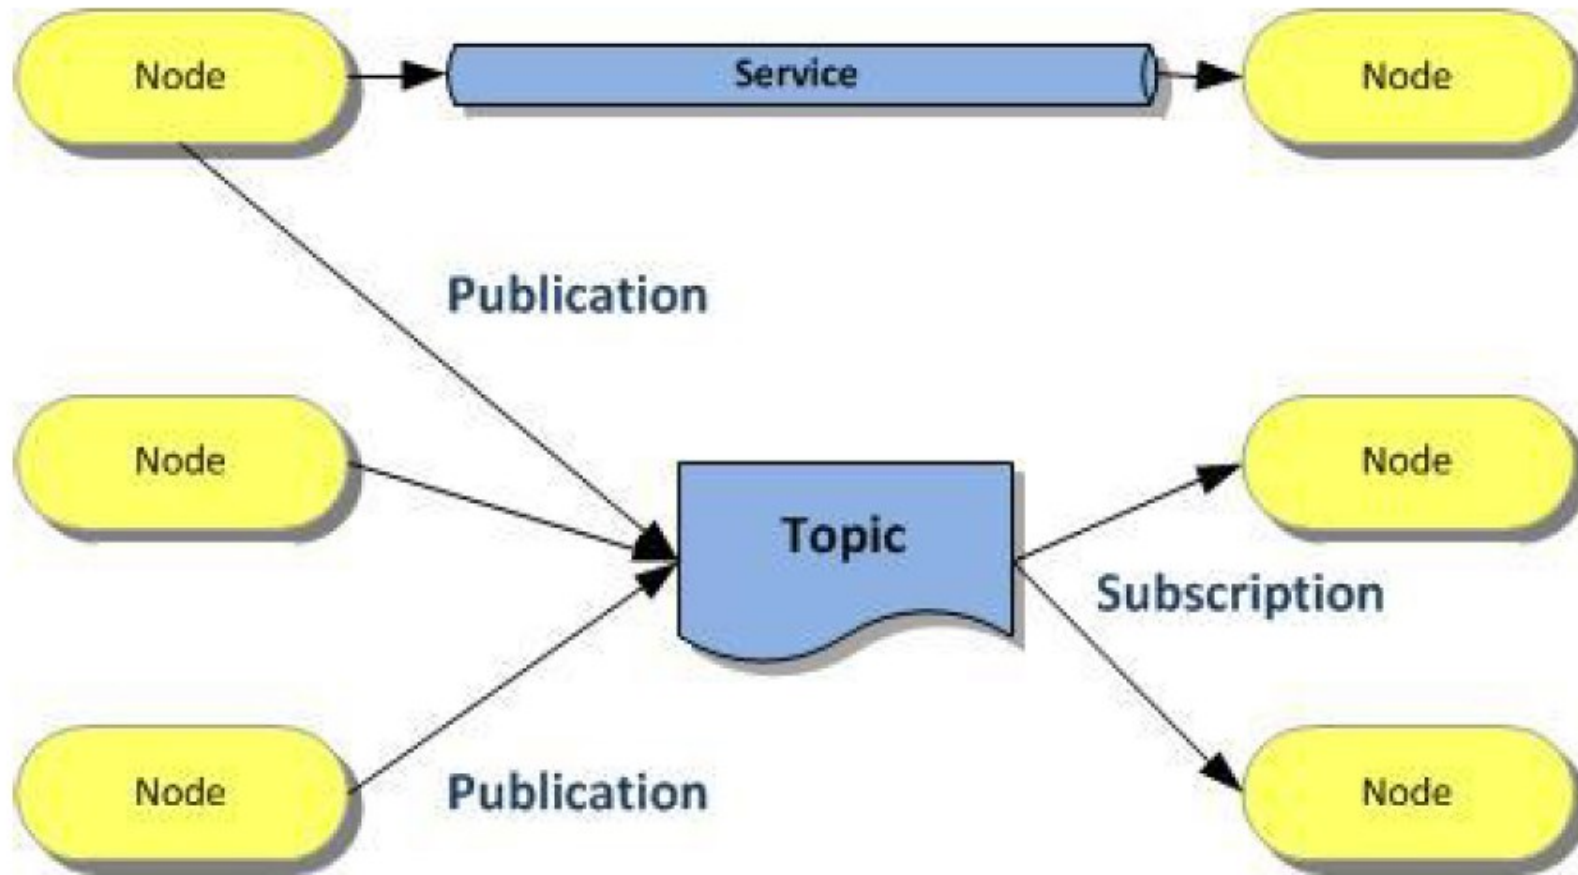 Node
Service
Node
Publication
Node
Topic
Node
Subscription
Node
Publication
Node